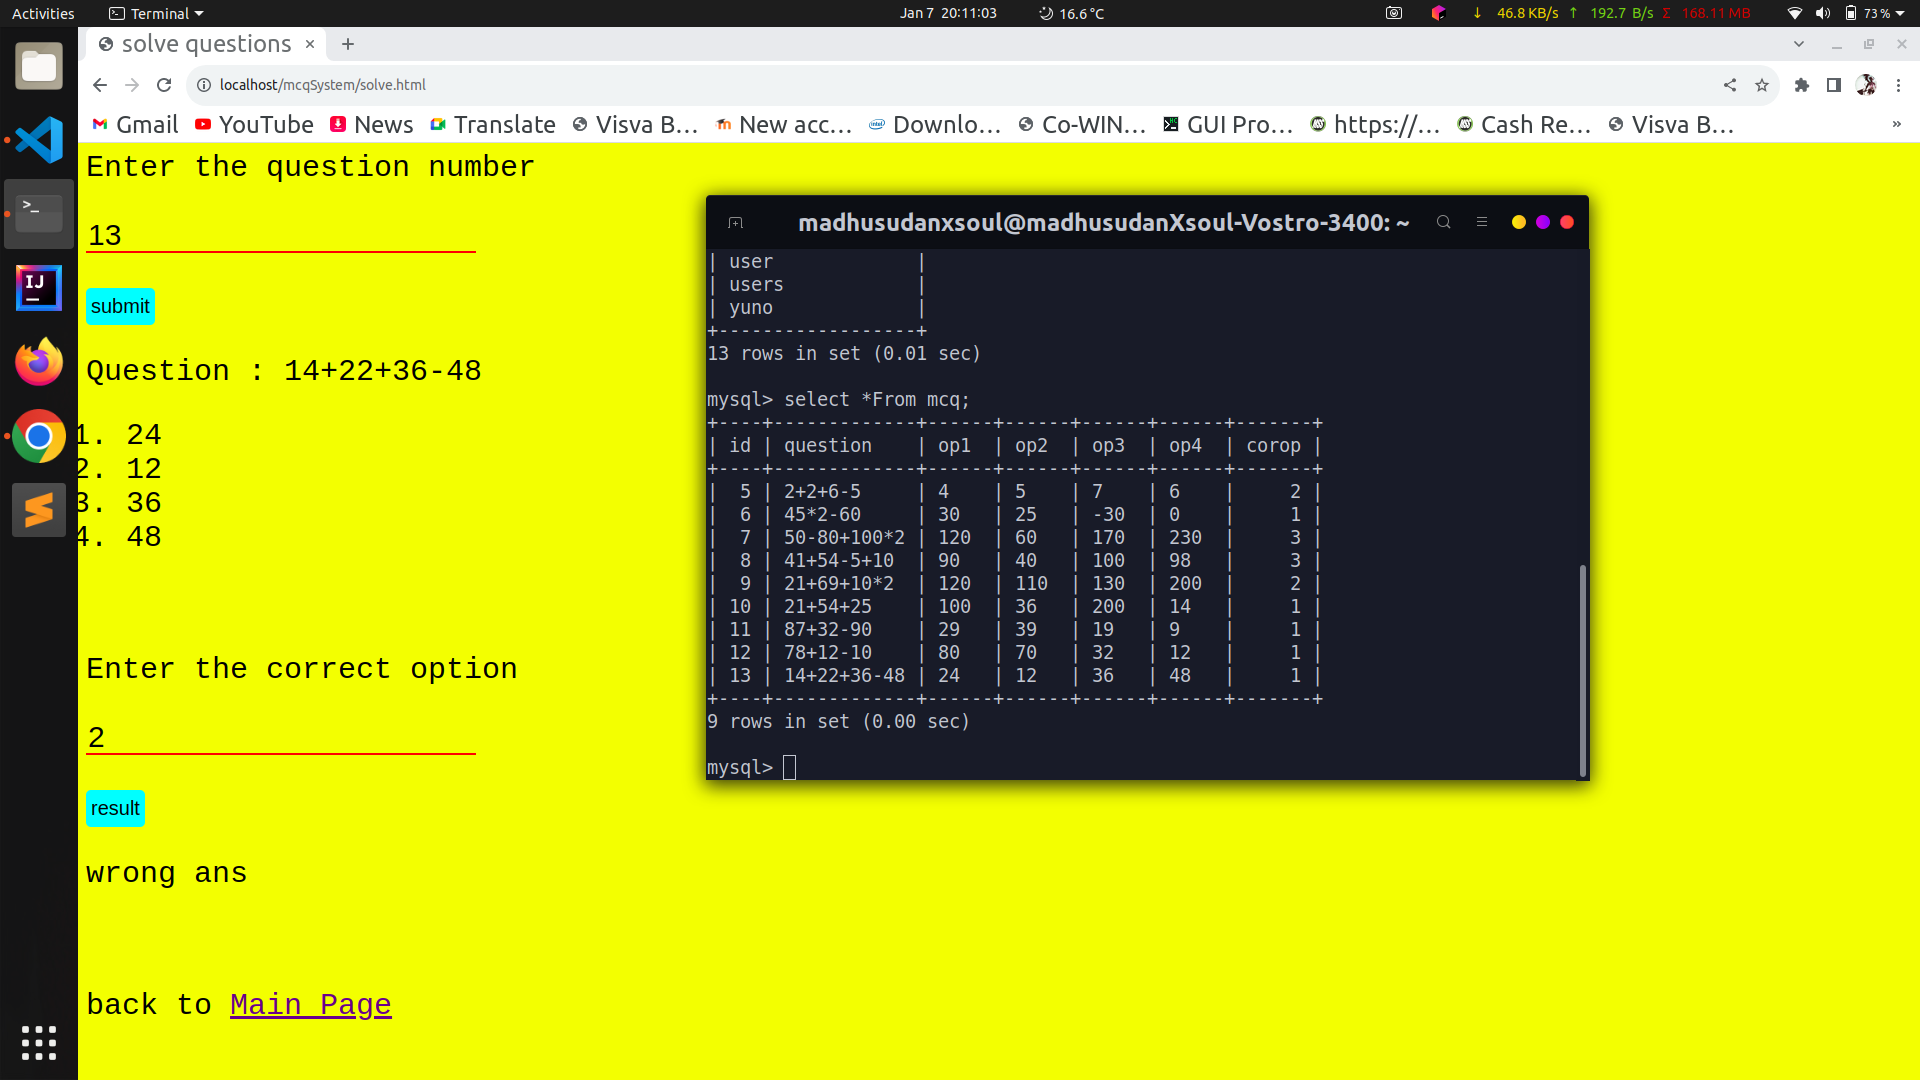 Activities Terminal Jan 7 20:11:03 16.6 °C ↓ 46.8 KB/s ↑ 192.7 B/s Σ 168.11 MB 73 %
solve questions × +
localhost/mcqSystem/solve.html
Gmail YouTube News Translate Visva B... New acc... Downlo... Co-WIN... GUI Pro... https://... Cash Re... Visva B... »
Enter the question number
13
submit
Question : 14+22+36-48
1. 24
2. 12
3. 36
4. 48
Enter the correct option
2
result
wrong ans
back to Main Page
madhusudanxsoul@madhusudanXsoul-Vostro-3400: ~
| user             |
| users            |
| yuno             |
+------------------+
13 rows in set (0.01 sec)
mysql> select *From mcq;
+----+-------------+------+------+------+------+-------+
| id | question    | op1  | op2  | op3  | op4  | corop |
+----+-------------+------+------+------+------+-------+
|  5 | 2+2+6-5     | 4    | 5    | 7    | 6    |     2 |
|  6 | 45*2-60     | 30   | 25   | -30  | 0    |     1 |
|  7 | 50-80+100*2 | 120  | 60   | 170  | 230  |     3 |
|  8 | 41+54-5+10  | 90   | 40   | 100  | 98   |     3 |
|  9 | 21+69+10*2  | 120  | 110  | 130  | 200  |     2 |
| 10 | 21+54+25    | 100  | 36   | 200  | 14   |     1 |
| 11 | 87+32-90    | 29   | 39   | 19   | 9    |     1 |
| 12 | 78+12-10    | 80   | 70   | 32   | 12   |     1 |
| 13 | 14+22+36-48 | 24   | 12   | 36   | 48   |     1 |
+----+-------------+------+------+------+------+-------+
9 rows in set (0.00 sec)
mysql>